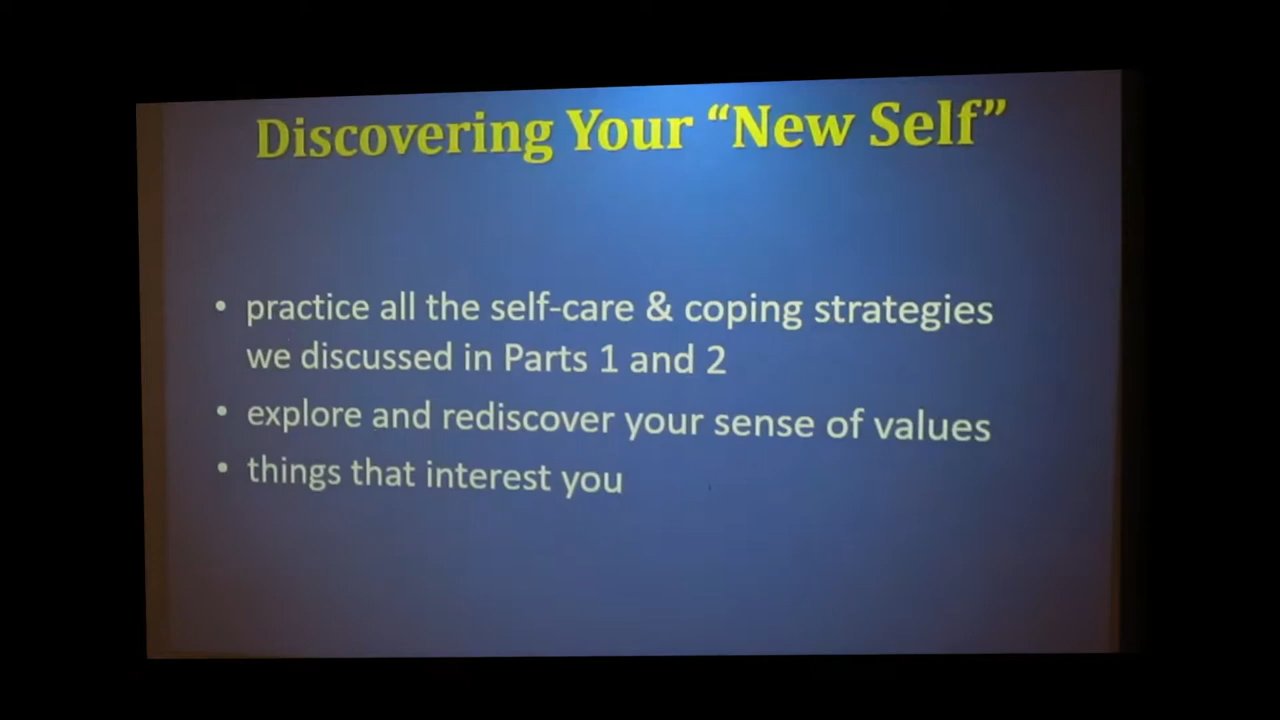 Discovering Your “New Self”
• practice all the self-care & coping strategies
we discussed in Parts 1 and 2
• explore and rediscover your sense of values
• things that interest you